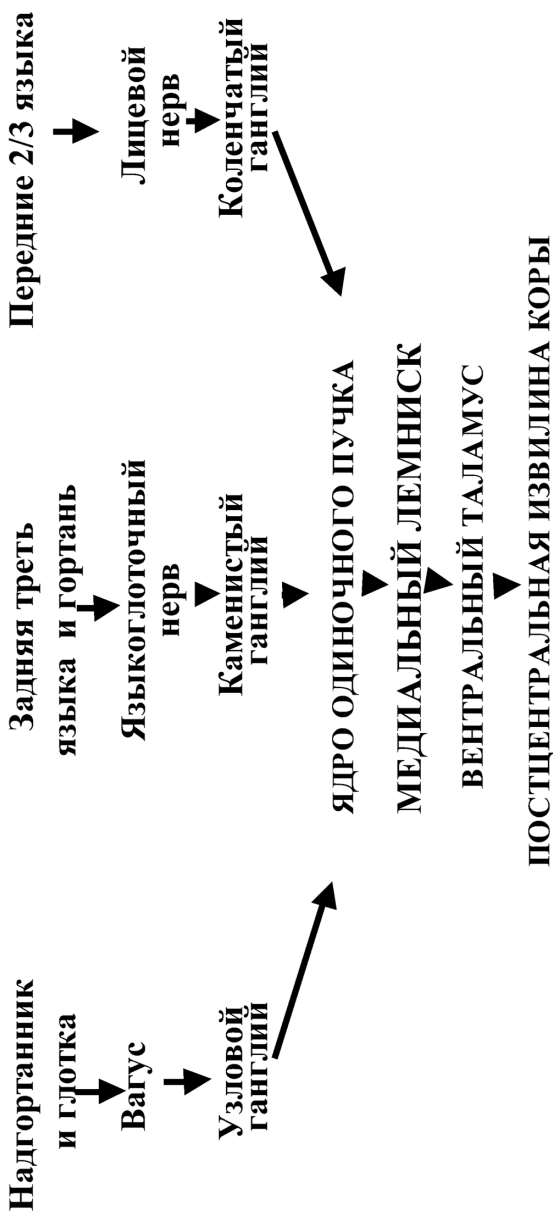 Надгортанник
и глотка
Вагус
Узловой
ганглий
Задняя треть
языка и гортань
Языкоглоточный
нерв
Каменистый
ганглий
Передние 2/3 языка
Лицевой
нерв
Коленчатый
ганглий
ЯДРО ОДИНОЧНОГО ПУЧКА
МЕДИАЛЬНЫЙ ЛЕМНИСК
ВЕНТРАЛЬНЫЙ ТАЛАМУС
ПОСТЦЕНТРАЛЬНАЯ ИЗВИЛИНА КОРЫ